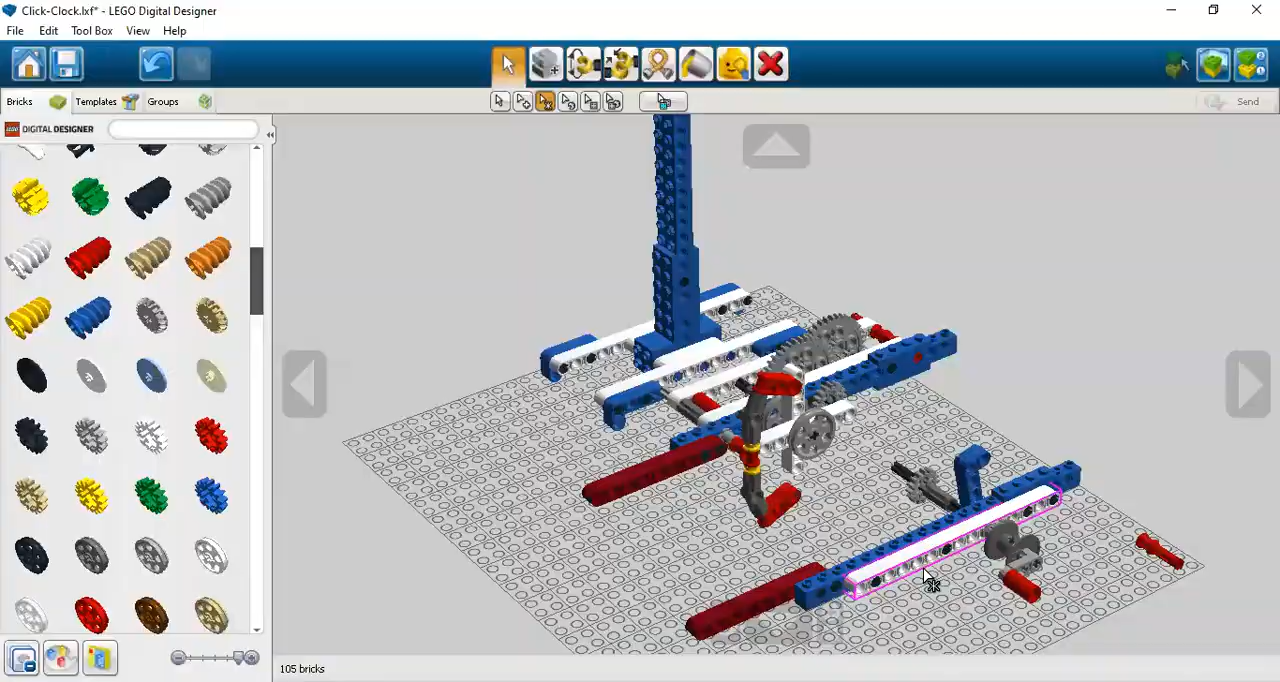 Click-Clock.lxf* - LEGO Digital Designer
File Edit Tool Box View Help
Bricks Templates Groups Send
LEGO DIGITAL DESIGNER
105 bricks